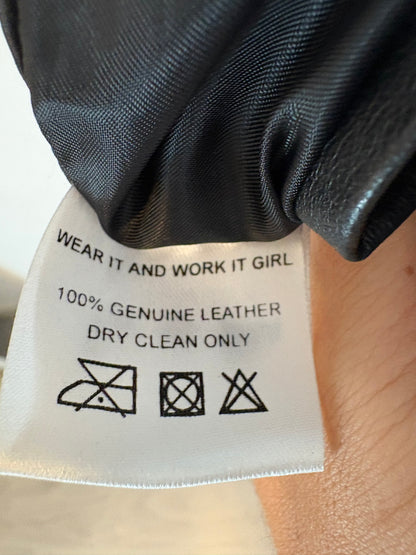 WEAR IT AND WORK IT GIRL
100% GENUINE LEATHER
DRY CLEAN ONLY